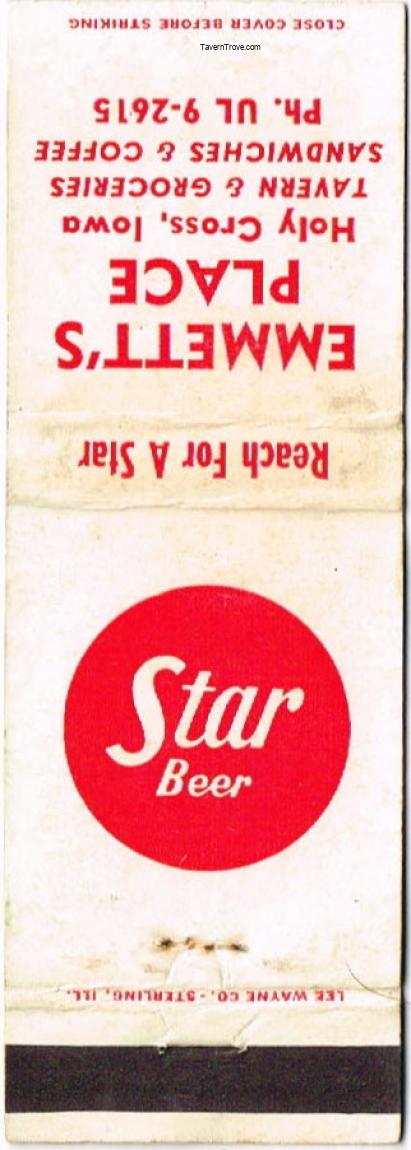 CLOSE COVER BEFORE STRIKING
TavernTrove.com
EMMETT'S
PLACE
Holy Cross, Iowa
TAVERN & GROCERIES
SANDWICHES & COFFEE
Ph. UL 9-2615
Reach For A Star
Star
Beer
LEE WAYNE CO. - STERLING, ILL.